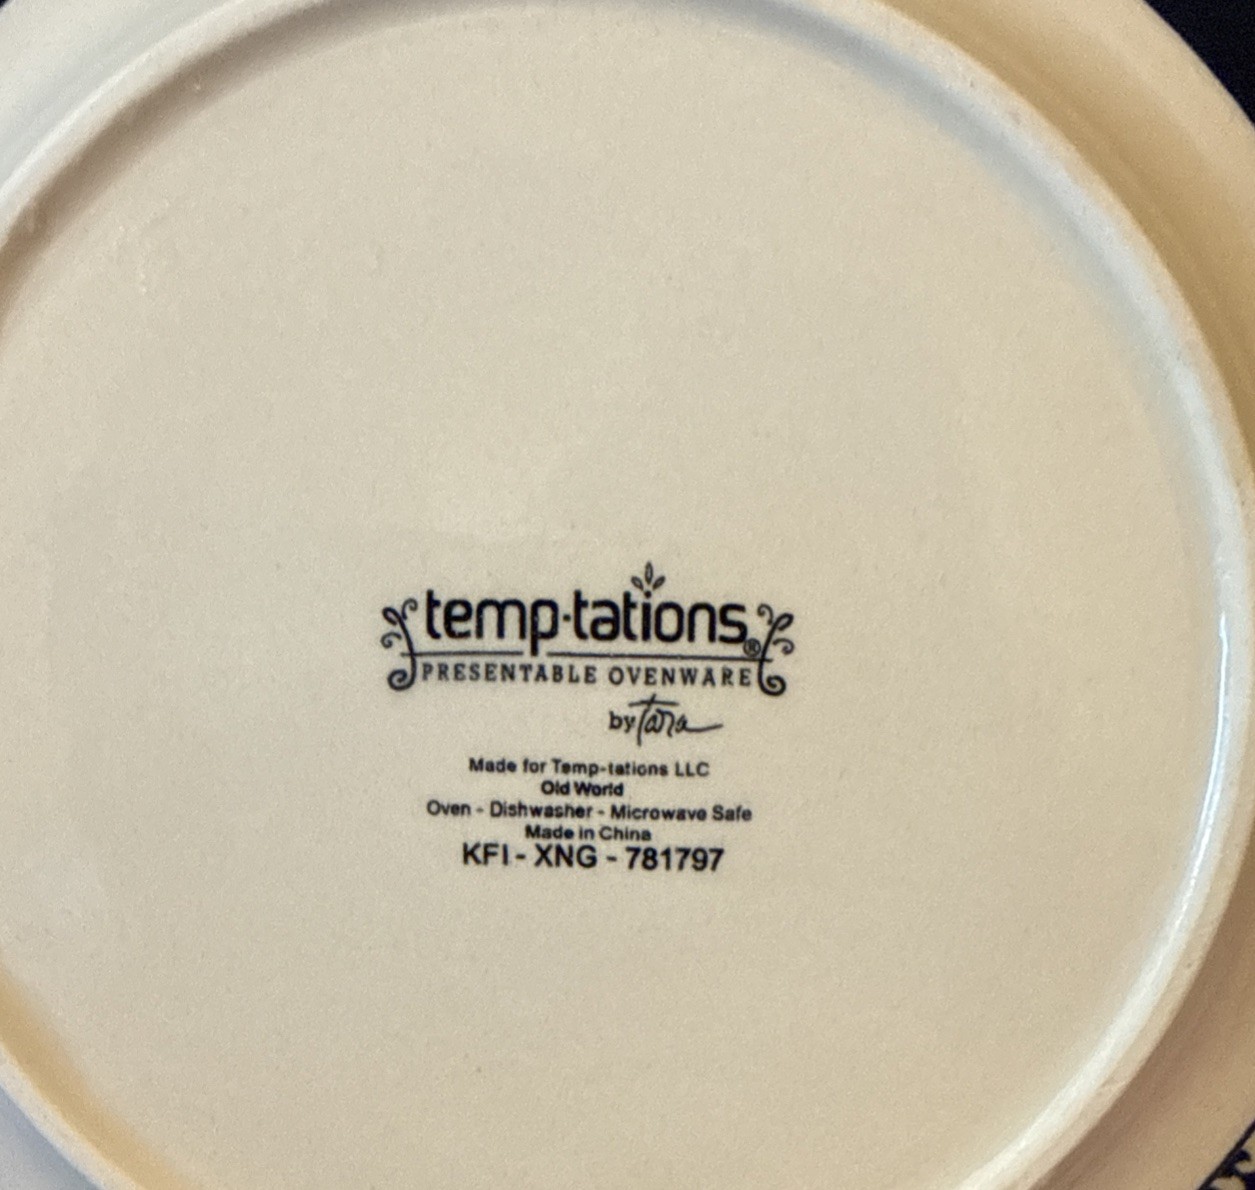 temp·tations®
PRESENTABLE OVENWARE
by Tara
Made for Temp-tations LLC
Old World
Oven - Dishwasher - Microwave Safe
Made in China
KFI - XNG - 781797